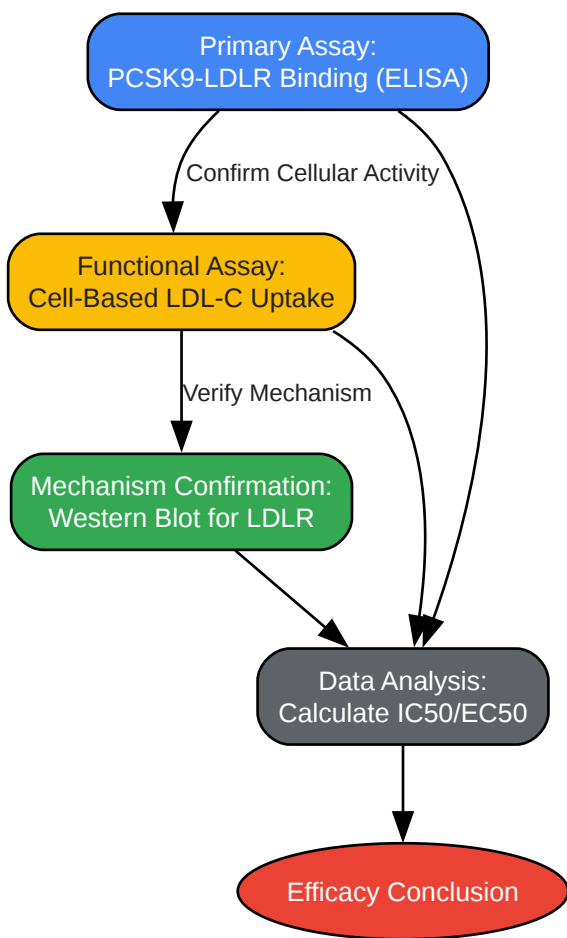 Primary Assay:
PCSK9-LDLR Binding (ELISA)
Confirm Cellular Activity
Functional Assay:
Cell-Based LDL-C Uptake
Verify Mechanism
Mechanism Confirmation:
Western Blot for LDLR
Data Analysis:
Calculate IC50/EC50
Efficacy Conclusion